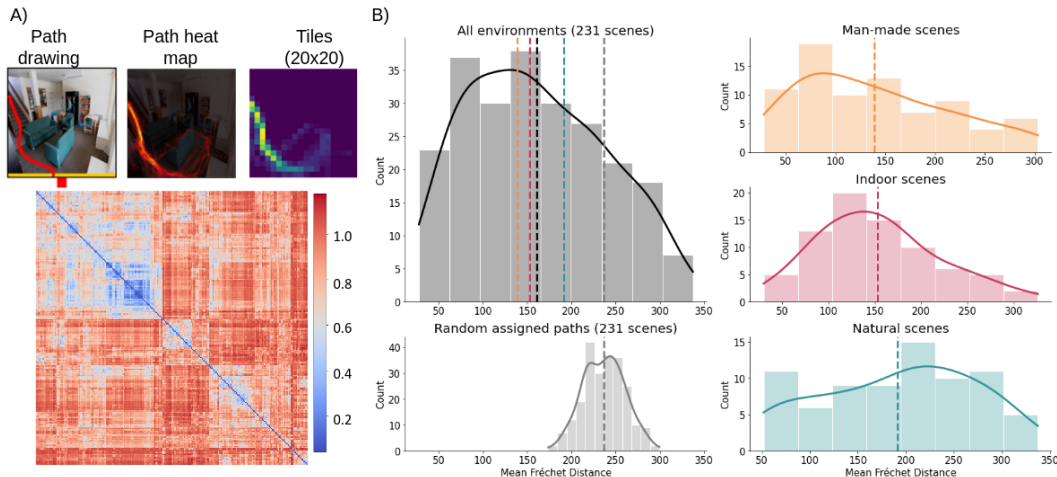 A)
Path
drawing
Path heat
map
Tiles
(20x20)
1.0
0.8
0.6
0.4
0.2
B)
All environments (231 scenes)
Count
35
30
25
20
15
10
5
0
50 100 150 200 250 300 350
Random assigned paths (231 scenes)
Count
40
30
20
10
0
50 100 150 200 250 300 350
Mean Fréchet Distance
Man-made scenes
Count
15
10
5
0
50 100 150 200 250 300
Indoor scenes
Count
20
15
10
5
0
50 100 150 200 250 300 350
Natural scenes
Count
15
10
5
0
50 100 150 200 250 300 350
Mean Fréchet Distance